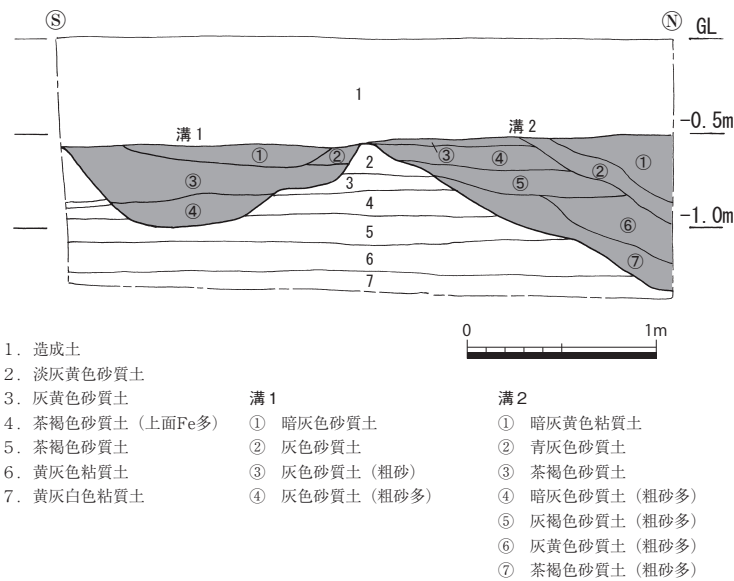 Ⓢ
Ⓝ GL
1
-0.5m
溝1
溝2
① ② ③ ④ ① 
③ 2 ⑤ ②
3
④ 4 ⑥ -1.0m
5
6 ⑦
7
0 1m
1. 造成土
2. 淡灰黄色砂質土
3. 灰黄色砂質土
4. 茶褐色砂質土（上面Fe多）
5. 茶褐色砂質土
6. 黄灰色粘質土
7. 黄灰白色粘質土
溝1
① 暗灰色砂質土
② 灰色砂質土
③ 灰色砂質土（粗砂）
④ 灰色砂質土（粗砂多）
溝2
① 暗灰黄色粘質土
② 青灰色砂質土
③ 茶褐色砂質土
④ 暗灰色砂質土（粗砂多）
⑤ 灰褐色砂質土（粗砂多）
⑥ 灰黄色砂質土（粗砂多）
⑦ 茶褐色砂質土（粗砂多）